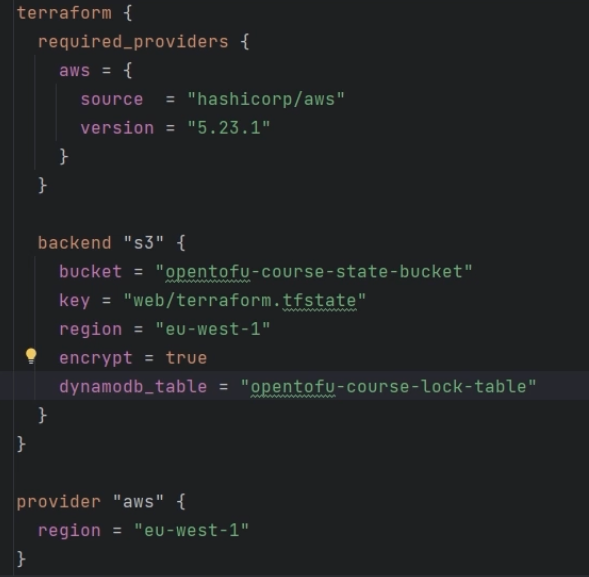 terraform {
  required_providers {
    aws = {
      source  = "hashicorp/aws"
      version = "5.23.1"
    }
  }

  backend "s3" {
    bucket = "opentofu-course-state-bucket"
    key = "web/terraform.tfstate"
    region = "eu-west-1"
    encrypt = true
    dynamodb_table = "opentofu-course-lock-table"
  }
}

provider "aws" {
  region = "eu-west-1"
}